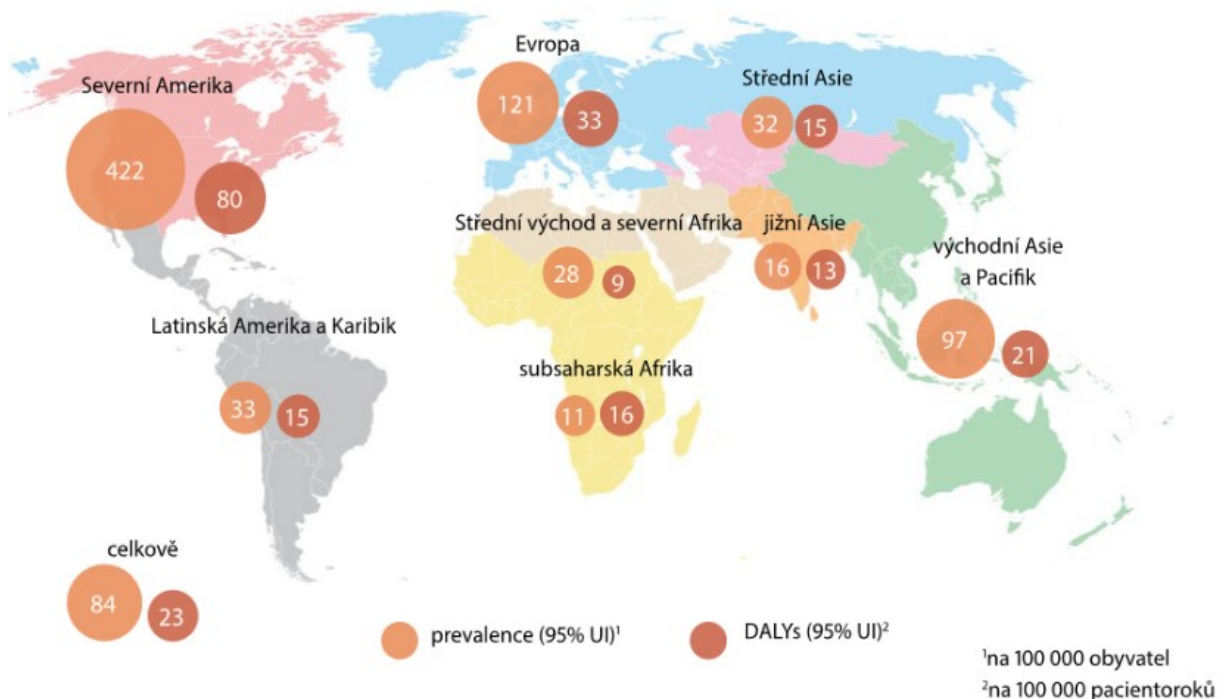 Evropa
Severní Amerika
Střední Asie
121
33
32
15
422
80
Střední východ a severní Afrika
jižní Asie
28
9
16
13
východní Asie
a Pacifik
Latinská Amerika a Karibik
97
21
subsaharská Afrika
33
15
11
16
celkově
84
23
prevalence (95% UI)¹
DALYs (95% UI)²
¹na 100 000 obyvatel
²na 100 000 pacientoroků